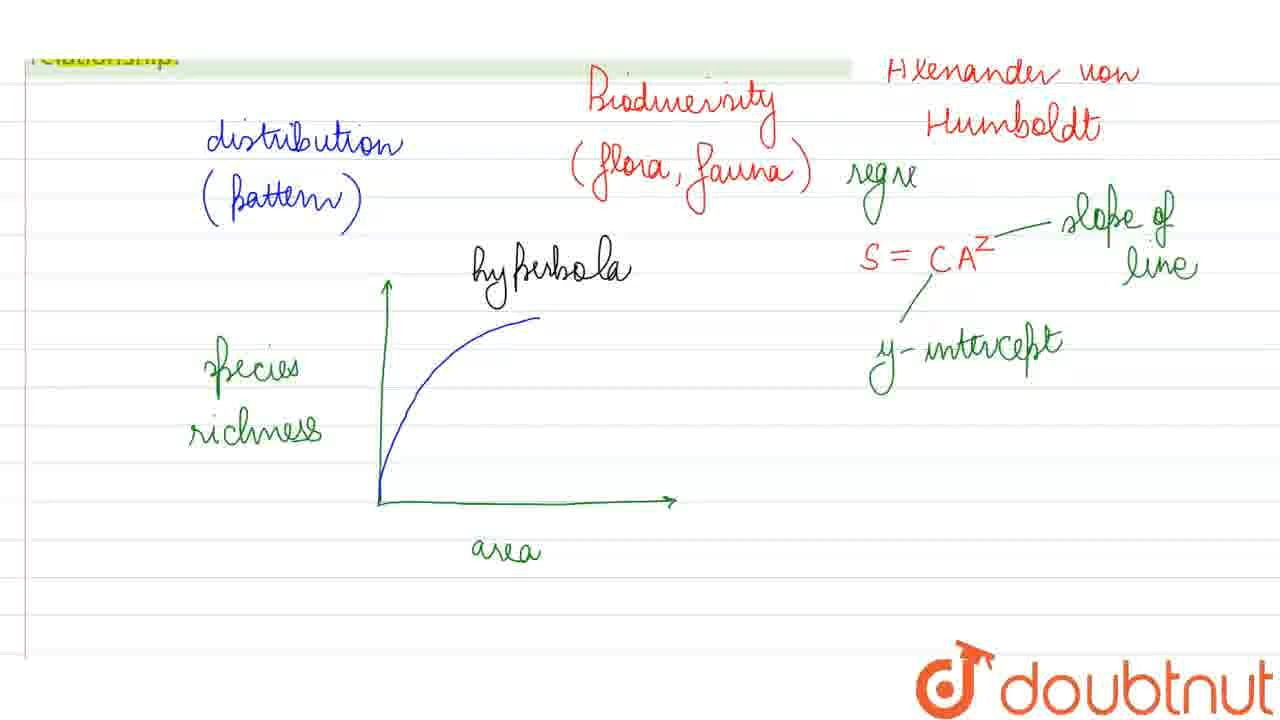 relationship.
Alexander von
Humboldt
Biodiversity
(flora, fauna)
distribution
(pattern)
regre
S = CA^Z
slope of
line
y-intercept
hyperbola
species
richness
area
doubtnut